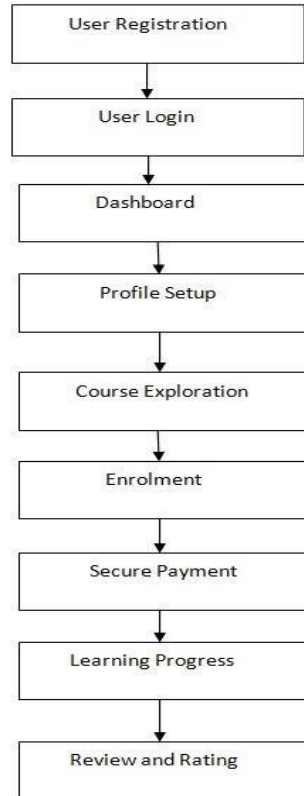 User Registration
User Login
Dashboard
Profile Setup
Course Exploration
Enrolment
Secure Payment
Learning Progress
Review and Rating